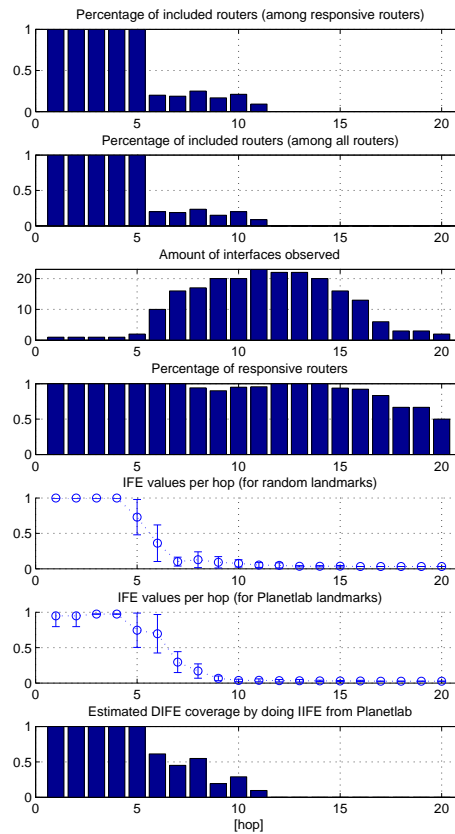 Percentage of included routers (among responsive routers)
1
0.5
0
0 5 10 15 20
Percentage of included routers (among all routers)
1
0.5
0
0 5 10 15 20
Amount of interfaces observed
20
10
0
0 5 10 15 20
Percentage of responsive routers
1
0.5
0
0 5 10 15 20
IFE values per hop (for random landmarks)
1
0.5
0
0 5 10 15 20
IFE values per hop (for Planetlab landmarks)
1
0.5
0
0 5 10 15 20
Estimated DIFE coverage by doing IIFE from Planetlab
1
0.5
0
0 5 10 15 20
[hop]